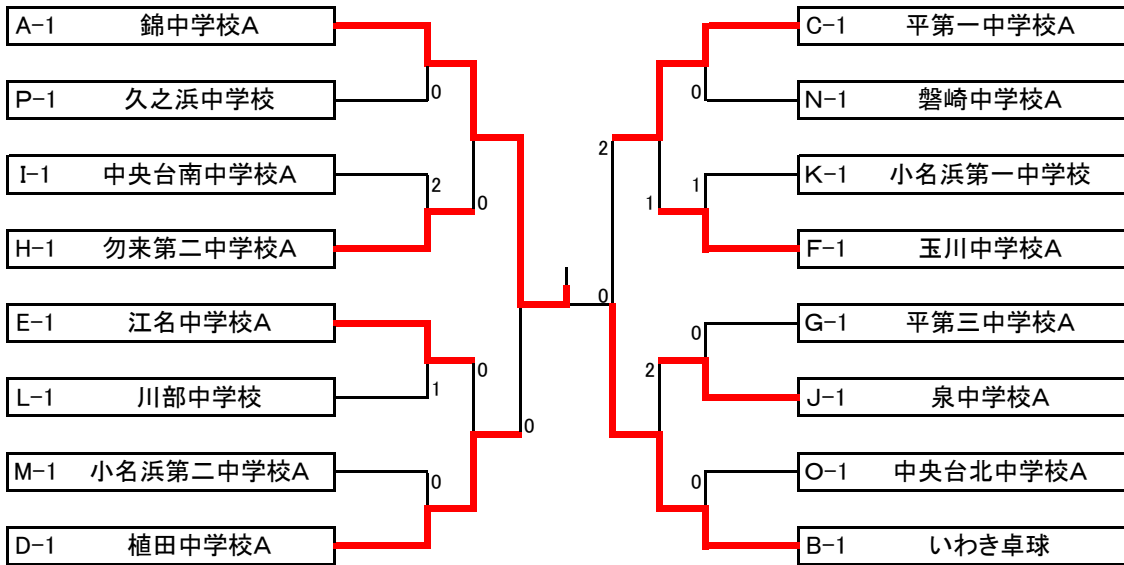 A-1 錦中学校A
0
P-1 久之浜中学校
I-1 中央台南中学校A
2
0
H-1 勿来第二中学校A
E-1 江名中学校A
0
L-1 川部中学校
1
0
M-1 小名浜第二中学校A
0
D-1 植田中学校A
C-1 平第一中学校A
0
N-1 磐崎中学校A
2
K-1 小名浜第一中学校
1
1
F-1 玉川中学校A
0
G-1 平第三中学校A
0
2
J-1 泉中学校A
O-1 中央台北中学校A
0
B-1 いわき卓球